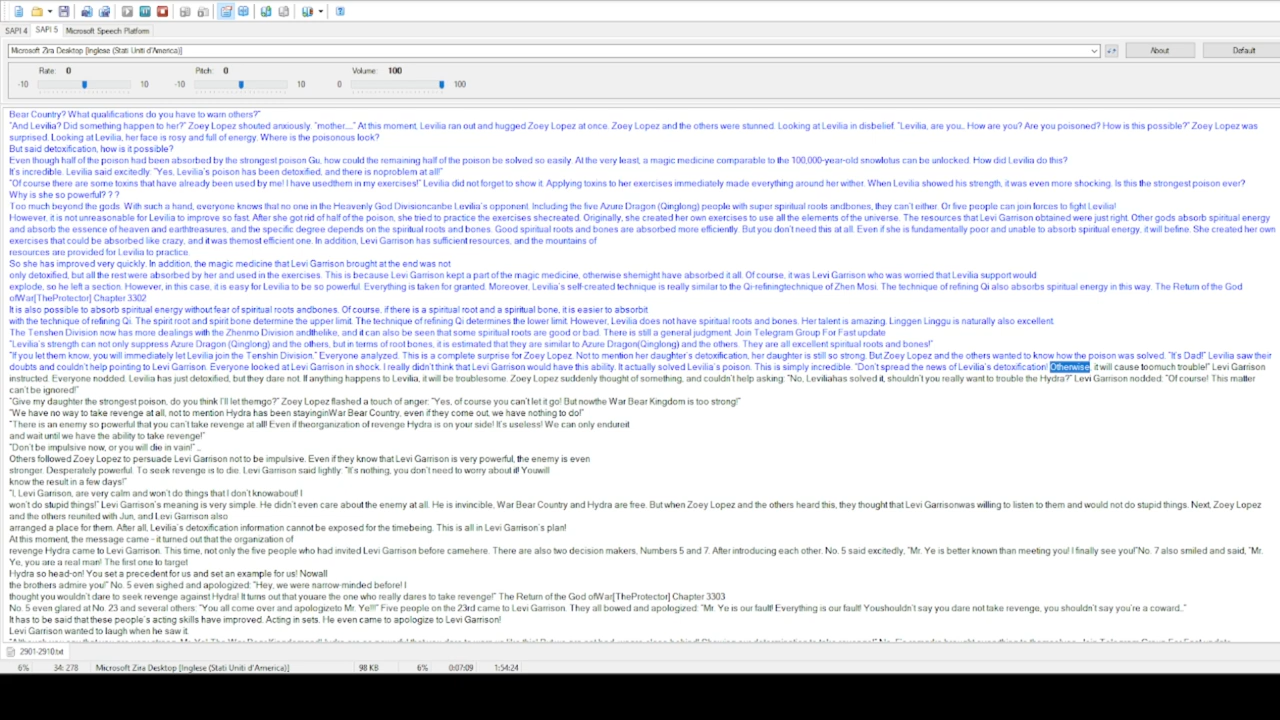 SAPI 4 SAPI 5 Microsoft Speech Platform
Microsoft Zira Desktop [Inglese (Stati Uniti d'America)] About Default
Rate: 0 Pitch: 0 Volume: 100
-10 10 -10 10 0 100
Bear Country? What qualifications do you have to warn others?"
"And Levilia? Did something happen to her?" Zoey Lopez shouted anxiously. "mother...," At this moment, Levilia ran out and hugged Zoey Lopez at once. Zoey Lopez and the others were stunned. Looking at Levilia in disbelief. "Levilia, are you... How are you? Are you poisoned? How is this possible?" Zoey Lopez was
surprised. Looking at Levilia, her face is rosy and full of energy. Where is the poisonous look?
But said detoxification, how is it possible?
Even though half of the poison had been absorbed by the strongest poison Gu, how could the remaining half of the poison be solved so easily. At the very least, a magic medicine comparable to the 100,000-year-old snowlotus can be unlocked. How did Levilia do this?
It's incredible. Levilia said excitedly: "Yes, Levilia's poison has been detoxified, and there is noproblem at all!"
"Of course there are some toxins that have already been used by me! I have usedthem in my exercises!" Levilia did not forget to show it. Applying toxins to her exercises immediately made everything around her wither. When Levilia showed his strength, it was even more shocking. Is this the strongest poison ever?
Why is she so powerful? ? ?
Too much beyond the gods. With such a hand, everyone knows that no one in the Heavenly God Divisioncanbe Levilia's opponent. Including the five Azure Dragon (Qinglong) people with super spiritual roots andbones, they can't either. Or five people can join forces to fight Levilia!
However, it is not unreasonable for Levilia to improve so fast. After she got rid of half of the poison, she tried to practice the exercises shecreated. Originally, she created her own exercises to use all the elements of the universe. The resources that Levi Garrison obtained were just right. Other gods absorb spiritual energy
and absorb the essence of heaven and earthtreasures, and the specific degree depends on the spiritual roots and bones. Good spiritual roots and bones are absorbed more efficiently. But you don't need this at all. Even if she is fundamentally poor and unable to absorb spiritual energy, it will befine. She created her own
exercises that could be absorbed like crazy, and it was themost efficient one. In addition, Levi Garrison has sufficient resources, and the mountains of
resources are provided for Levilia to practice.
So she has improved very quickly. In addition, the magic medicine that Levi Garrison brought at the end was not
only detoxified, but all the rest were absorbed by her and used in the exercises. This is because Levi Garrison kept a part of the magic medicine, otherwise shemight have absorbed it all. Of course, it was Levi Garrison who was worried that Levilia support would
explode, so he left a section. However, in this case, it is easy for Levilia to be so powerful. Everything is taken for granted. Moreover, Levilia's self-created technique is really similar to the Qi-refiningtechnique of Zhen Mosi. The technique of refining Qi also absorbs spiritual energy in this way. The Return of the God
ofWar[TheProtector] Chapter 3302
It is also possible to absorb spiritual energy without fear of spiritual roots andbones. Of course, if there is a spiritual root and a spiritual bone, it is easier to absorbit
with the technique of refining Qi. The spirit root and spirit bone determine the upper limit. The technique of refining Qi determines the lower limit. However, Levilia does not have spiritual roots and bones. Her talent is amazing. Linggen Linggu is naturally also excellent.
The Tenshen Division now has more dealings with the Zhenmo Division andthelike, and it can also be seen that some spiritual roots are good or bad. There is still a general judgment. Join Telegram Group For Fast update
"Levilia's strength can not only suppress Azure Dragon (Qinglong) and the others, but in terms of root bones, it is estimated that they are similar to Azure Dragon(Qinglong) and the others. They are all excellent spiritual roots and bones!"
"If you let them know, you will immediately let Levilia join the Tenshin Division." Everyone analyzed. This is a complete surprise for Zoey Lopez. Not to mention her daughter's detoxification, her daughter is still so strong. But Zoey Lopez and the others wanted to know how the poison was solved. "It's Dad!" Levilia saw their
doubts and couldn't help pointing to Levi Garrison. Everyone looked at Levi Garrison in shock. I really didn't think that Levi Garrison would have this ability. It actually solved Levilia's poison. This is simply incredible. "Don't spread the news of Levilia's detoxification! Otherwise, it will cause toomuch trouble!" Levi Garrison
instructed. Everyone nodded. Levilia has just detoxified, but they dare not. If anything happens to Levilia, it will be troublesome. Zoey Lopez suddenly thought of something, and couldn't help asking: "No, Leviliahas solved it, shouldn't you really want to trouble the Hydra?" Levi Garrison nodded: "Of course! This matter
can't be ignored!"
"Give my daughter the strongest poison, do you think I'll let themgo?" Zoey Lopez flashed a touch of anger: "Yes, of course you can't let it go! But nowthe War Bear Kingdom is too strong!"
"We have no way to take revenge at all, not to mention Hydra has been stayinginWar Bear Country, even if they come out, we have nothing to do!"
"There is an enemy so powerful that you can't take revenge at all! Even if theorganization of revenge Hydra is on your side! It's useless! We can only endureit
and wait until we have the ability to take revenge!"
"Don't be impulsive now, or you will die in vain!" ...
Others followed Zoey Lopez to persuade Levi Garrison not to be impulsive. Even if they know that Levi Garrison is very powerful, the enemy is even
stronger. Desperately powerful. To seek revenge is to die. Levi Garrison said lightly: "It's nothing, you don't need to worry about it! Youwill
know the result in a few days!"
"I, Levi Garrison, are very calm and won't do things that I don't knowabout! I
won't do stupid things!" Levi Garrison's meaning is very simple. He didn't even care about the enemy at all. He is invincible, War Bear Country and Hydra are free. But when Zoey Lopez and the others heard this, they thought that Levi Garrisonwas willing to listen to them and would not do stupid things. Next, Zoey Lopez
and the others reunited with Jun, and Levi Garrison also
arranged a place for them. After all, Levilia's detoxification information cannot be exposed for the timebeing. This is all in Levi Garrison's plan!
At this moment, the message came - it turned out that the organization of
revenge Hydra came to Levi Garrison. This time, not only the five people who had invited Levi Garrison before camehere. There are also two decision makers, Numbers 5 and 7. After introducing each other. No. 5 said excitedly, "Mr. Ye is better known than meeting you! I finally see you!"No. 7 also smiled and said, "Mr.
Ye, you are a real man! The first one to target
Hydra so head-on! You set a precedent for us and set an example for us! Nowall
the brothers admire you!" No. 5 even sighed and apologized: "Hey, we were narrow-minded before! I
thought you wouldn't dare to seek revenge against Hydra! It turns out that youare the one who really dares to take revenge!" The Return of the God ofWar[TheProtector] Chapter 3303
No. 5 even glared at No. 23 and several others: "You all come over and apologizeto Mr. Ye!!!" Five people on the 23rd came to Levi Garrison. They all bowed and apologized: "Mr. Ye is our fault! Everything is our fault! Youshouldn't say you dare not take revenge, you shouldn't say you're a coward.."
It has to be said that these people's acting skills have improved. Acting in sets. He even came to apologize to Levi Garrison!
Levi Garrison wanted to laugh when he saw it.
2901-2910.txt
6% 34: 278 Microsoft Zira Desktop [Inglese (Stati Uniti d'America)] 98 KB 6% 0:07:09 1:54:24